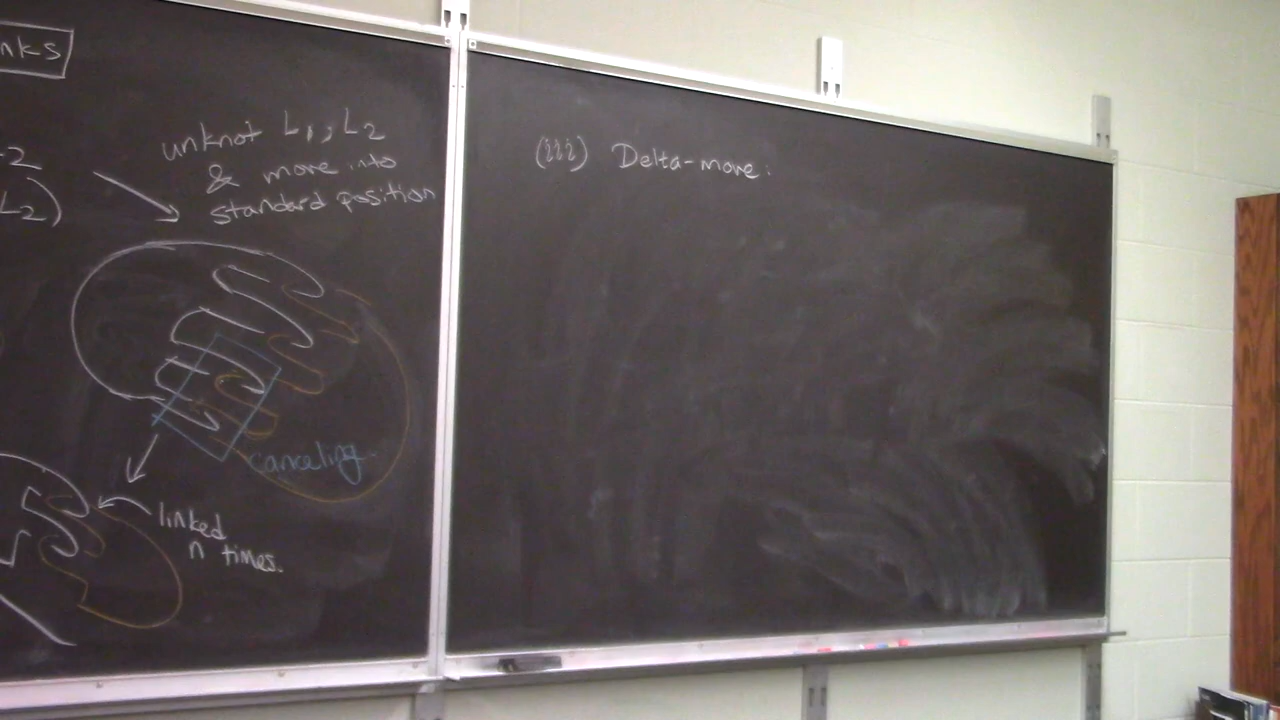 nks
2
L2)
unknot L1, L2
& move into
standard position
canceling
linked
n times.
(iii) Delta-move: